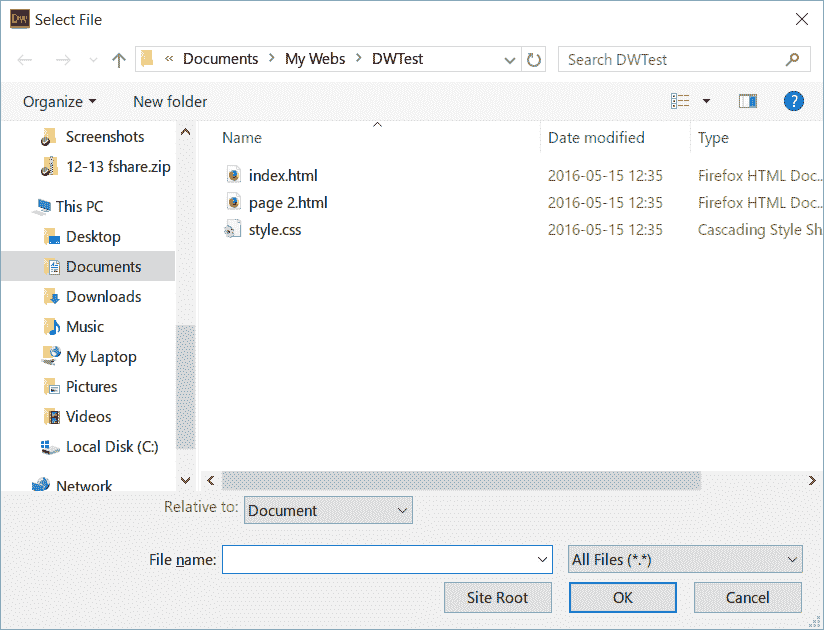 Dw Select File
« Documents > My Webs > DWTest Search DWTest
Organize New folder ?
Name Date modified Type
Screenshots
12-13 fshare.zip
This PC
Desktop
Documents
Downloads
Music
My Laptop
Pictures
Videos
Local Disk (C:)
Network
index.html 2016-05-15 12:35 Firefox HTML Doc...
page 2.html 2016-05-15 12:35 Firefox HTML Doc...
style.css 2016-05-15 12:35 Cascading Style Sh
Relative to: Document
File name: All Files (*.*)
Site Root OK Cancel